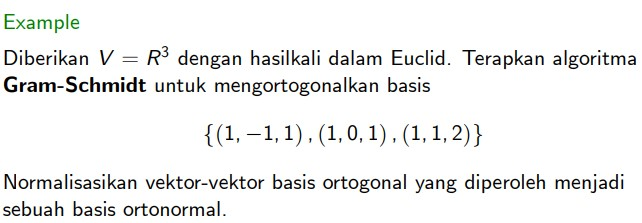 Example
Diberikan V = R³ dengan hasilkali dalam Euclid. Terapkan algoritma
Gram-Schmidt untuk mengortogonalkan basis
{(1, −1, 1) , (1, 0, 1) , (1, 1, 2)}
Normalisasikan vektor-vektor basis ortogonal yang diperoleh menjadi
sebuah basis ortonormal.